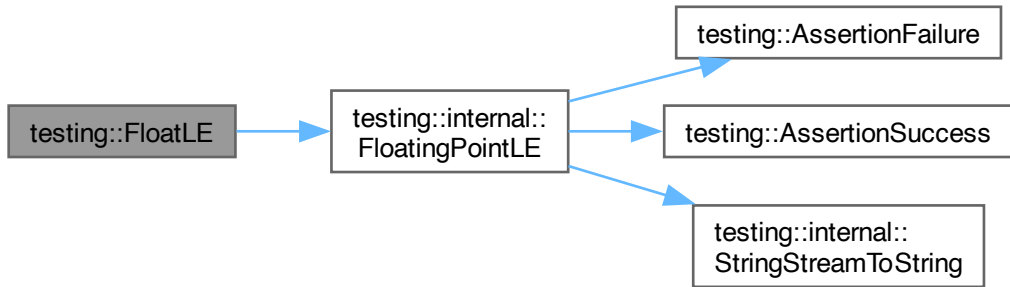 testing::FloatLE
testing::internal::
FloatingPointLE
testing::AssertionFailure
testing::AssertionSuccess
testing::internal::
StringStreamToString